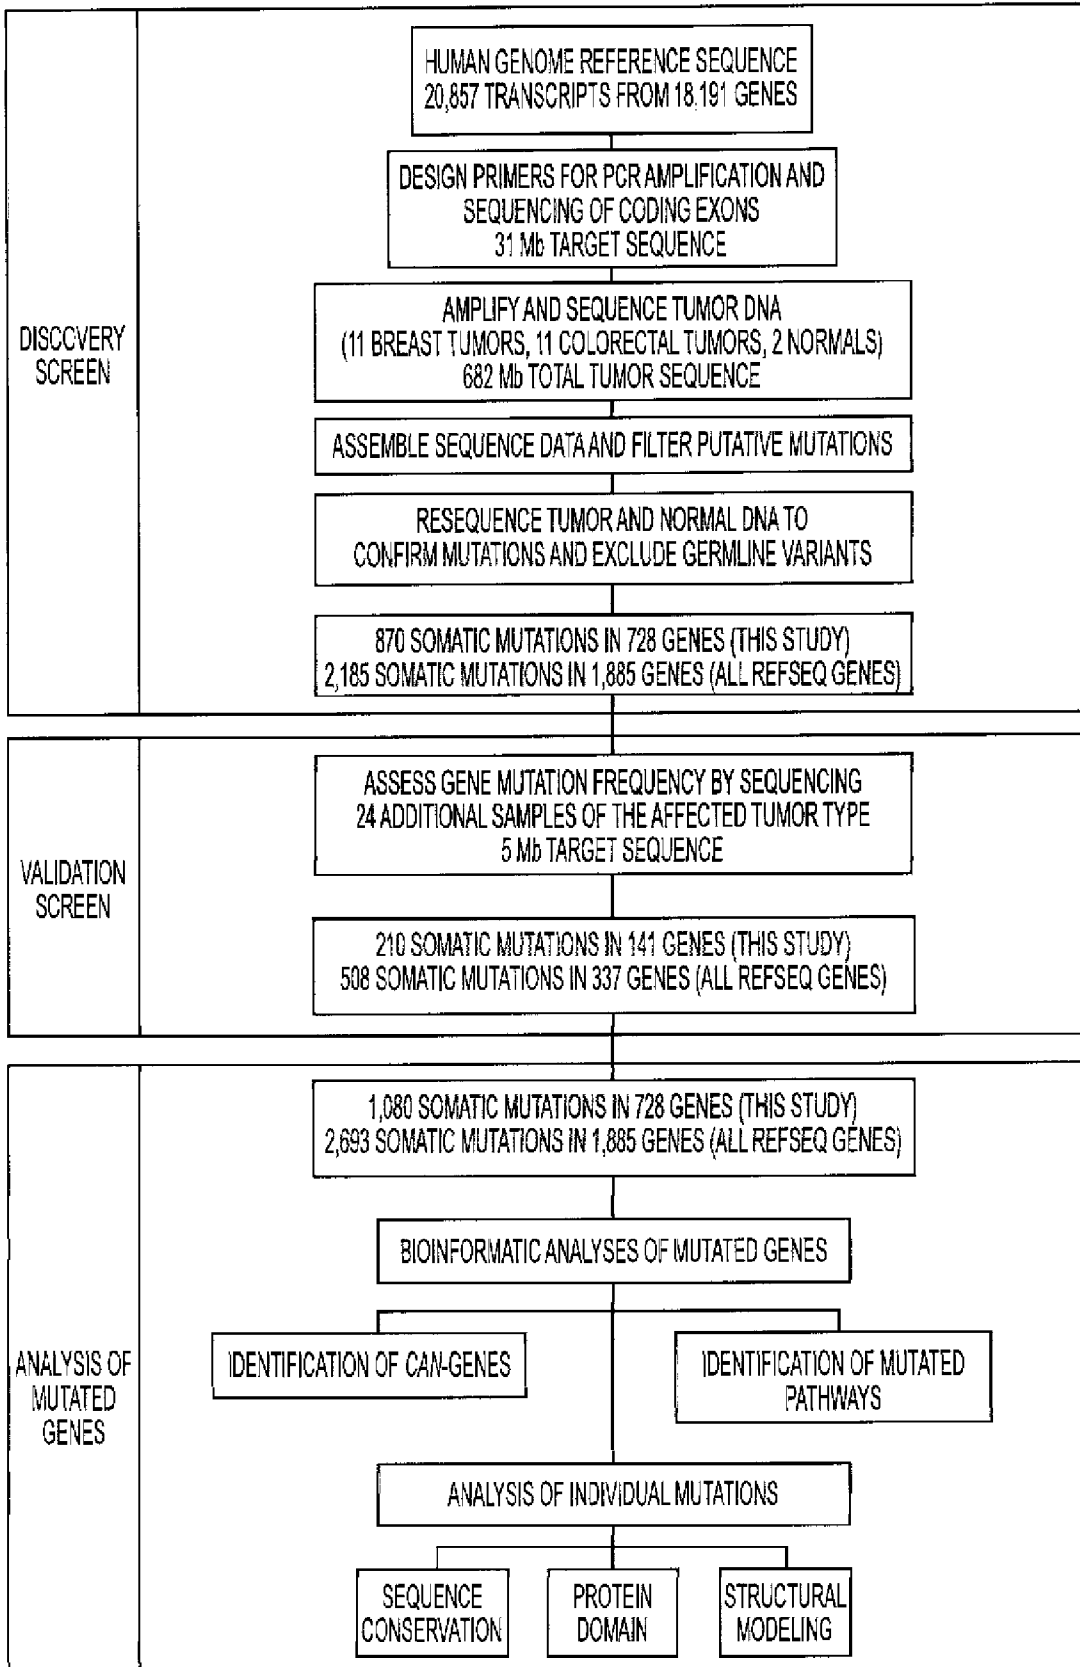 HUMAN GENOME REFERENCE SEQUENCE
20,857 TRANSCRIPTS FROM 18,191 GENES
DESIGN PRIMERS FOR PCR AMPLIFICATION AND
SEQUENCING OF CODING EXONS
31 Mb TARGET SEQUENCE
DISCOVERY
SCREEN
AMPLIFY AND SEQUENCE TUMOR DNA
(11 BREAST TUMORS, 11 COLORECTAL TUMORS, 2 NORMALS)
682 Mb TOTAL TUMOR SEQUENCE
ASSEMBLE SEQUENCE DATA AND FILTER PUTATIVE MUTATIONS
RESEQUENCE TUMOR AND NORMAL DNA TO
CONFIRM MUTATIONS AND EXCLUDE GERMLINE VARIANTS
870 SOMATIC MUTATIONS IN 728 GENES (THIS STUDY)
2,185 SOMATIC MUTATIONS IN 1,885 GENES (ALL REFSEQ GENES)
VALIDATION
SCREEN
ASSESS GENE MUTATION FREQUENCY BY SEQUENCING
24 ADDITIONAL SAMPLES OF THE AFFECTED TUMOR TYPE
5 Mb TARGET SEQUENCE
210 SOMATIC MUTATIONS IN 141 GENES (THIS STUDY)
508 SOMATIC MUTATIONS IN 337 GENES (ALL REFSEQ GENES)
ANALYSIS OF
MUTATED
GENES
1,080 SOMATIC MUTATIONS IN 728 GENES (THIS STUDY)
2,693 SOMATIC MUTATIONS IN 1,885 GENES (ALL REFSEQ GENES)
BIOINFORMATIC ANALYSES OF MUTATED GENES
IDENTIFICATION OF CAN-GENES
IDENTIFICATION OF MUTATED
PATHWAYS
ANALYSIS OF INDIVIDUAL MUTATIONS
SEQUENCE
CONSERVATION
PROTEIN
DOMAIN
STRUCTURAL
MODELING